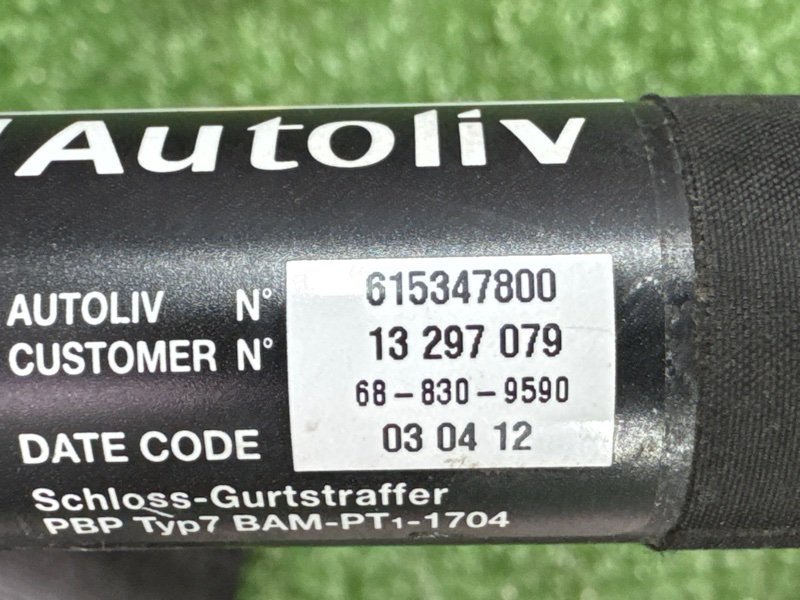 Autoliv
AUTOLIV N° 615347800
CUSTOMER N° 13 297 079
68-830-9590
DATE CODE 03 04 12
Schloss-Gurtstraffer
PBP Typ7 BAM-PT1-1704